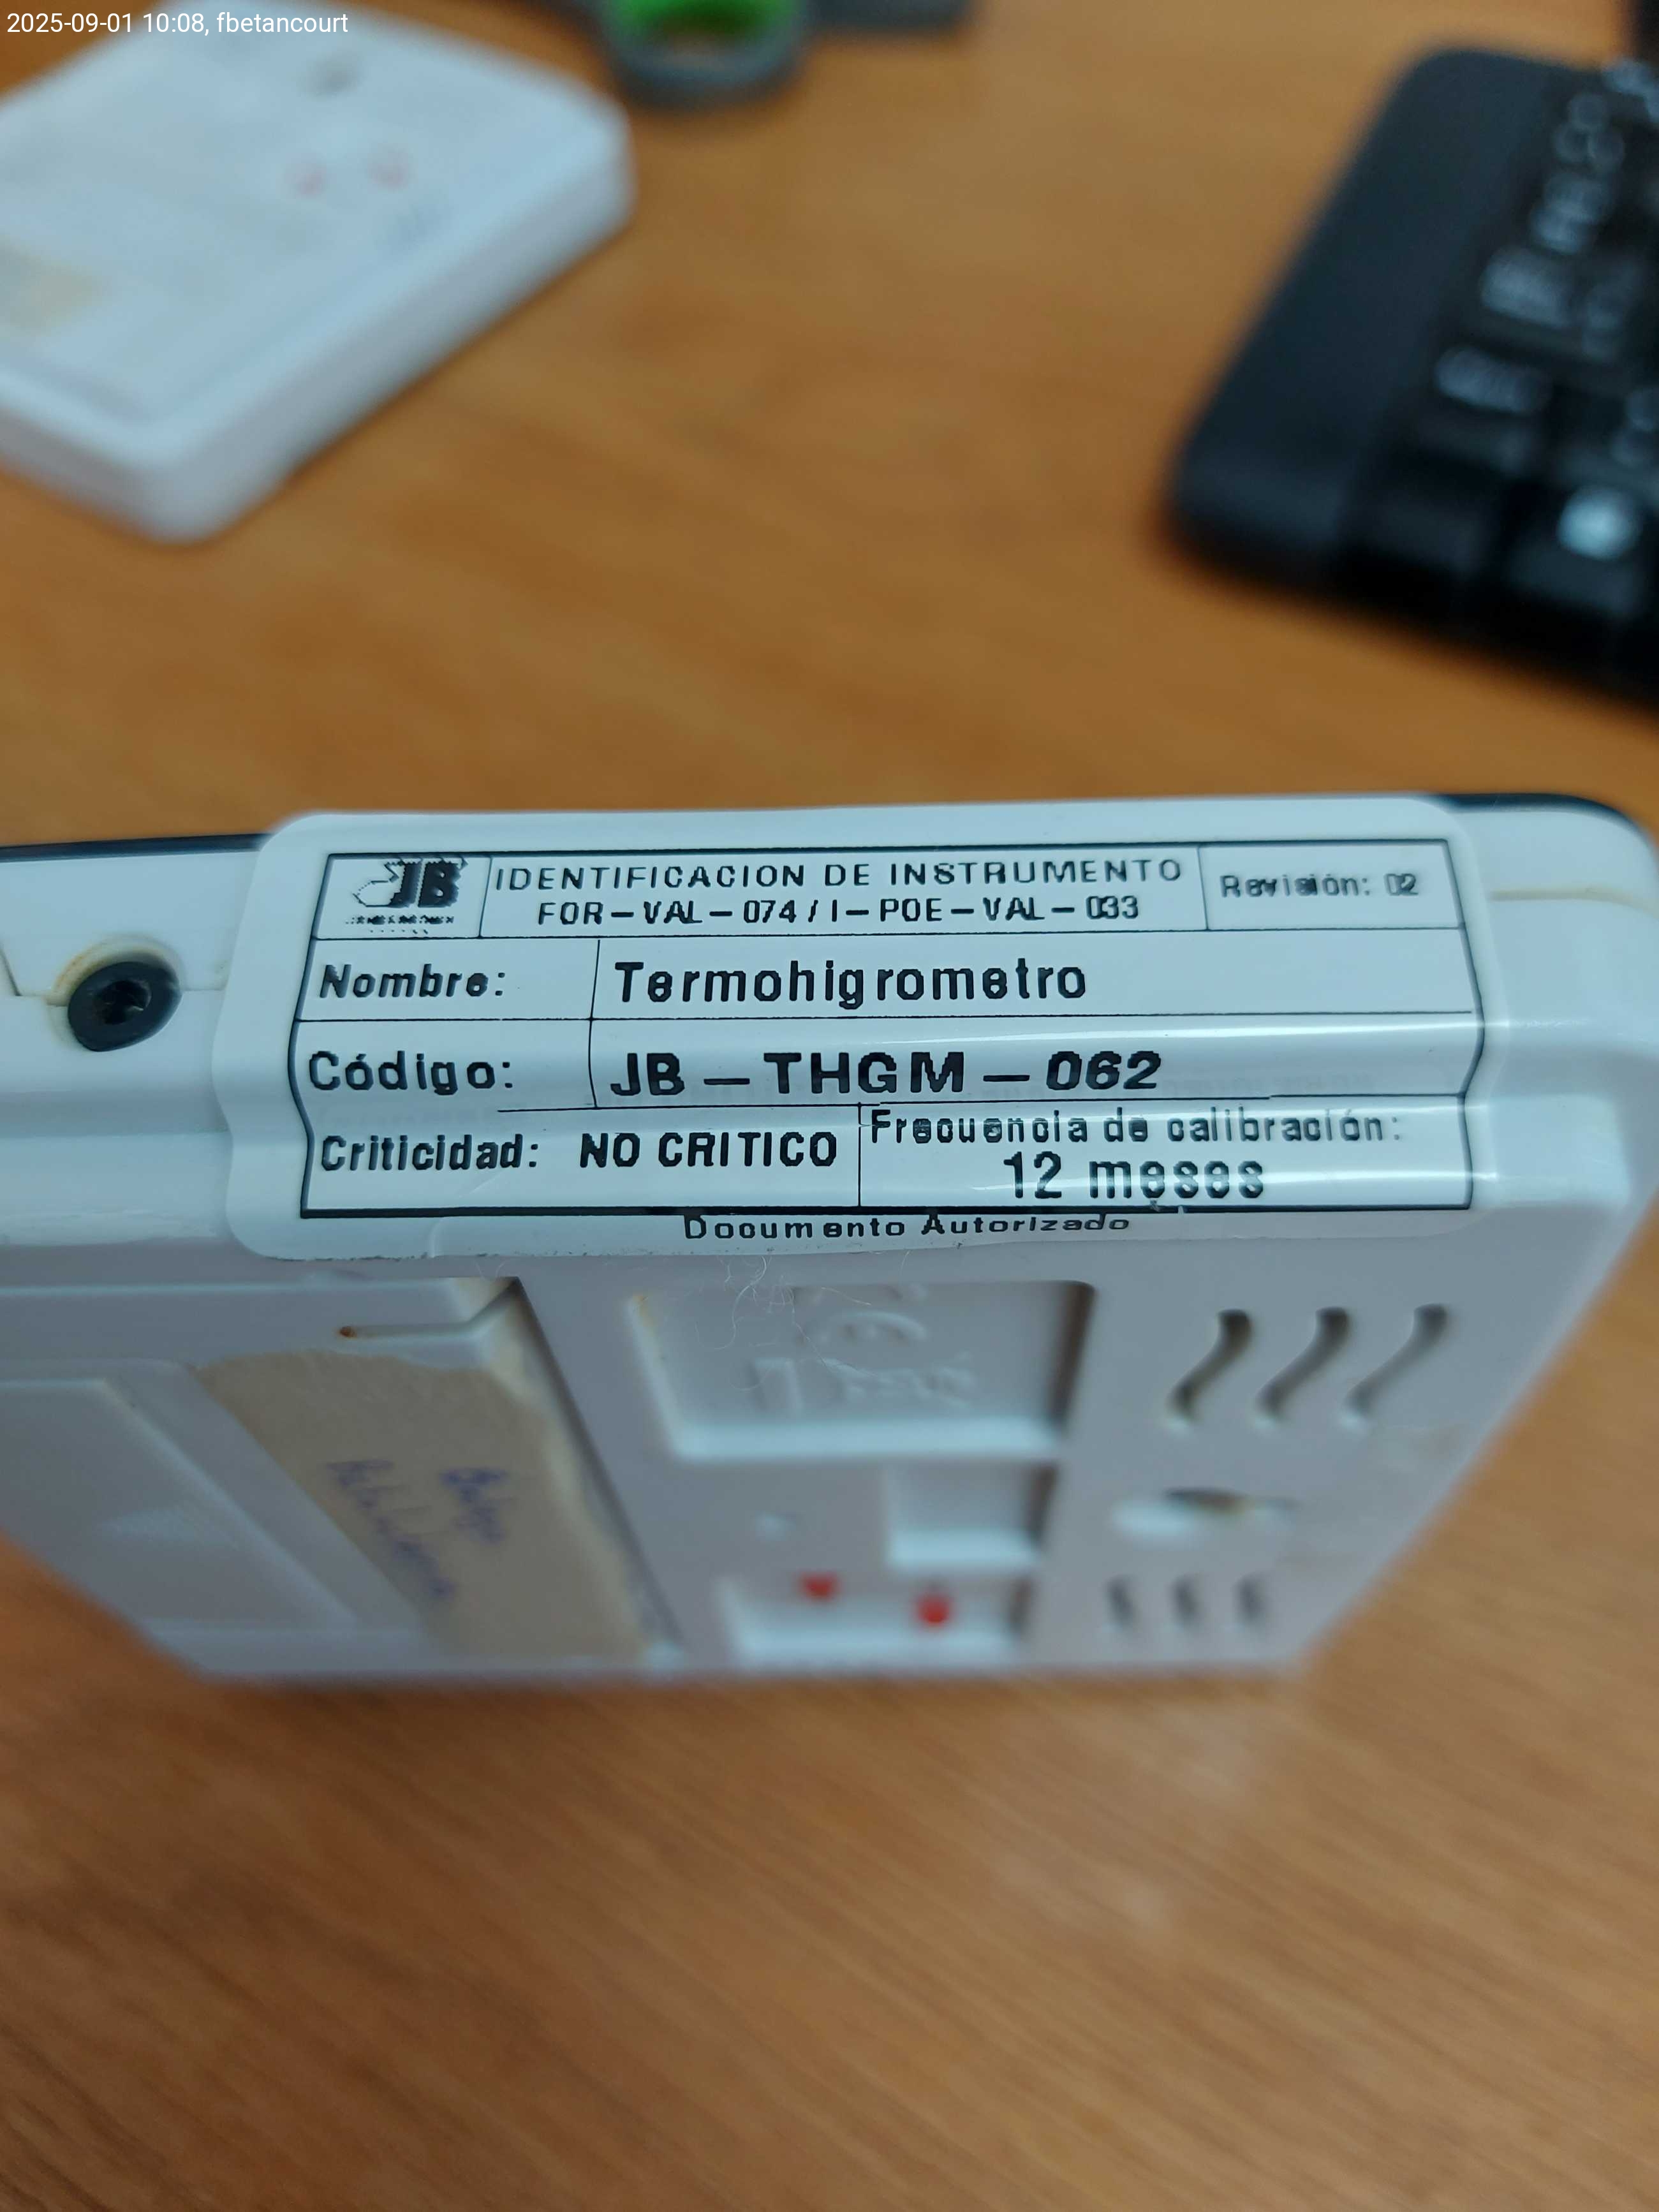 2025-09-01 10:08, fbetancourt
JB
IDENTIFICACION DE INSTRUMENTO
FOR-VAL-074 / I-POE-VAL-033
Revisión: 02
Nombre: Termohigrometro
Código: JB-THGM-062
Criticidad: NO CRITICO
Frecuencia de calibración:
12 meses
Documento Autorizado